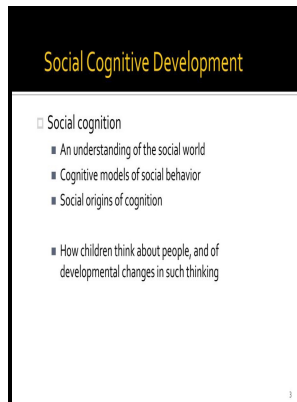 Social Cognitive Development
Social cognition
An understanding of the social world
Cognitive models of social behavior
Social origins of cognition
How children think about people, and of
developmental changes in such thinking
3